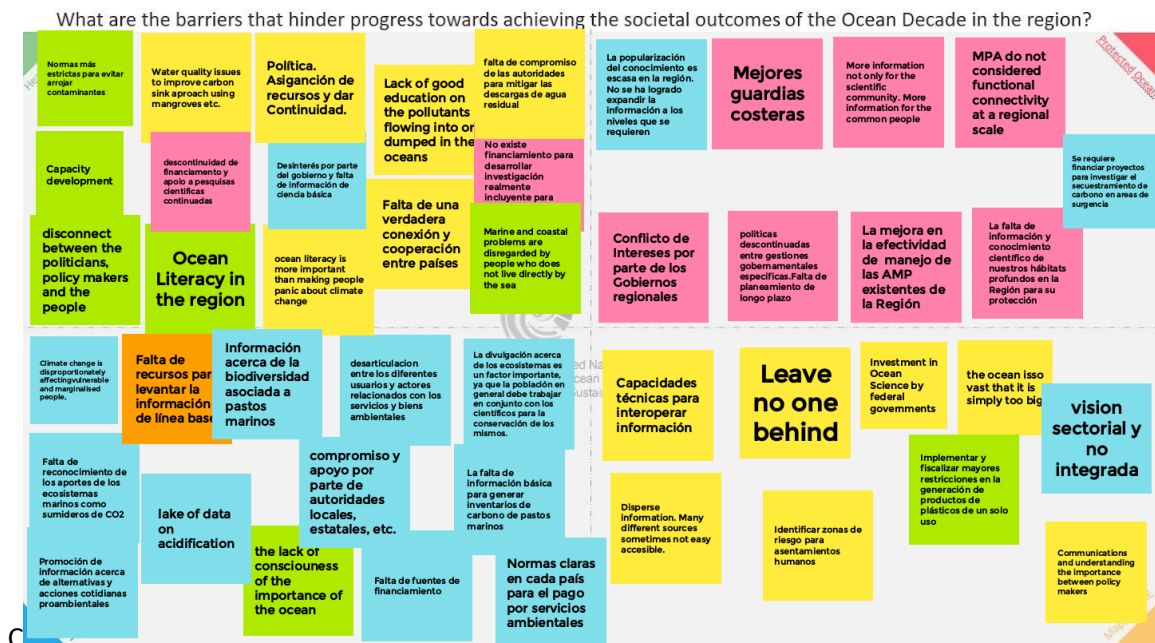 What are the barriers that hinder progress towards achieving the societal outcomes of the Ocean Decade in the region?
Normas más
estrictas para evitar
arrojar
contaminantes
Water quality issues
to improve carbon
sink aproach using
mangroves etc.
Política.
Asigancíón de
recursos y dar
Continuidad.
Lack of good
education on
the pollutants
flowing into or
dumped in the
oceans
falta de compromiso
de las autoridades
para mitigar las
descargas de agua
residual
Capacity
development
descontinuidad de
financiamento y
apoio a pesquisas
científicas
continuadas
Desinterés por parte
del gobierno y falta
de información de
ciencia básica
No existe
financiamiento para
desarrollar
investigación
realmente
incluyente para
disconnect
between the
politicians,
policy makers
and the
people
Ocean
Literacy in
the region
ocean literacy is
more important
than making people
panic about climate
change
Falta de una
verdadera
conexión y
cooperación
entre países
Marine and coastal
problems are
disregarded by
people who does
not live directly by
the sea
La popularización
del conocimiento es
escasa en la región.
No se ha logrado
expandir la
información a los
niveles que se
requieren
Mejores
guardias
costeras
More information
not only for the
scientific
community. More
information for the
common people
MPA do not
considered
functional
connectivity
at a regional
scale
Protected Ocean
Se requiere
financiar proyectos
para investigar el
secuestramiento de
carbono en areas de
surgencia
Conflicto de
Intereses por
parte de los
Gobiernos
regionales
politicas
descontinuadas
entre gestiones
gobernamentales
especificas.Falta de
planeamiento de
longo plazo
La mejora en
la efectividad
de manejo de
las AMP
existentes de
la Región
La falta de
información y
conocimiento
científico de
nuestros hábitats
profundos en la
Región para su
protección
Climate change is
disproportionately
affectingvulnerable
and marginalised
people,
Falta de
recursos para
levantar la
información
de línea base
Información
acerca de la
biodiversidad
asociada a
pastos
marinos
desarticulacion
entre los diferentes
usuarios y actores
relacionados con los
servicios y biens
ambientales
La divulgación acerca
de los ecosistemas es
un factor importante,
ya que la población en
general debe trabajar
en conjunto con los
científicos para la
conservación de los
mismos.
Falta de
reconocimiento de
los aportes de los
ecosistemas
marinos como
sumideros de CO2
lake of data
on
acidification
compromiso y
apoyo por
parte de
autoridades
locales,
estatales, etc.
La falta de
información básica
para generar
inventarios de
carbono de pastos
marinos
Promoción de
información acerca
de alternativas y
acciones cotidianas
proambientales
the lack of
consciouness
of the
importance of
the ocean
Falta de fuentes de
financiamiento
Normas claras
en cada país
para el pago
por servicios
ambientales
Capacidades
técnicas para
interoperar
información
Leave
no one
behind
Investment in
Ocean
Science by
federal
governments
the ocean isso
vast that it is
simply too big
vision
sectorial y
no
integrada
Implementar y
fiscalizar mayores
restricciones en la
generación de
productos de
plásticos de un solo
uso
Disperse
information. Many
different sources
sometimes not easy
accesible.
Identificar zonas de
riesgo para
asentamientos
humanos
Communications
and understanding
the importance
between policy
makers